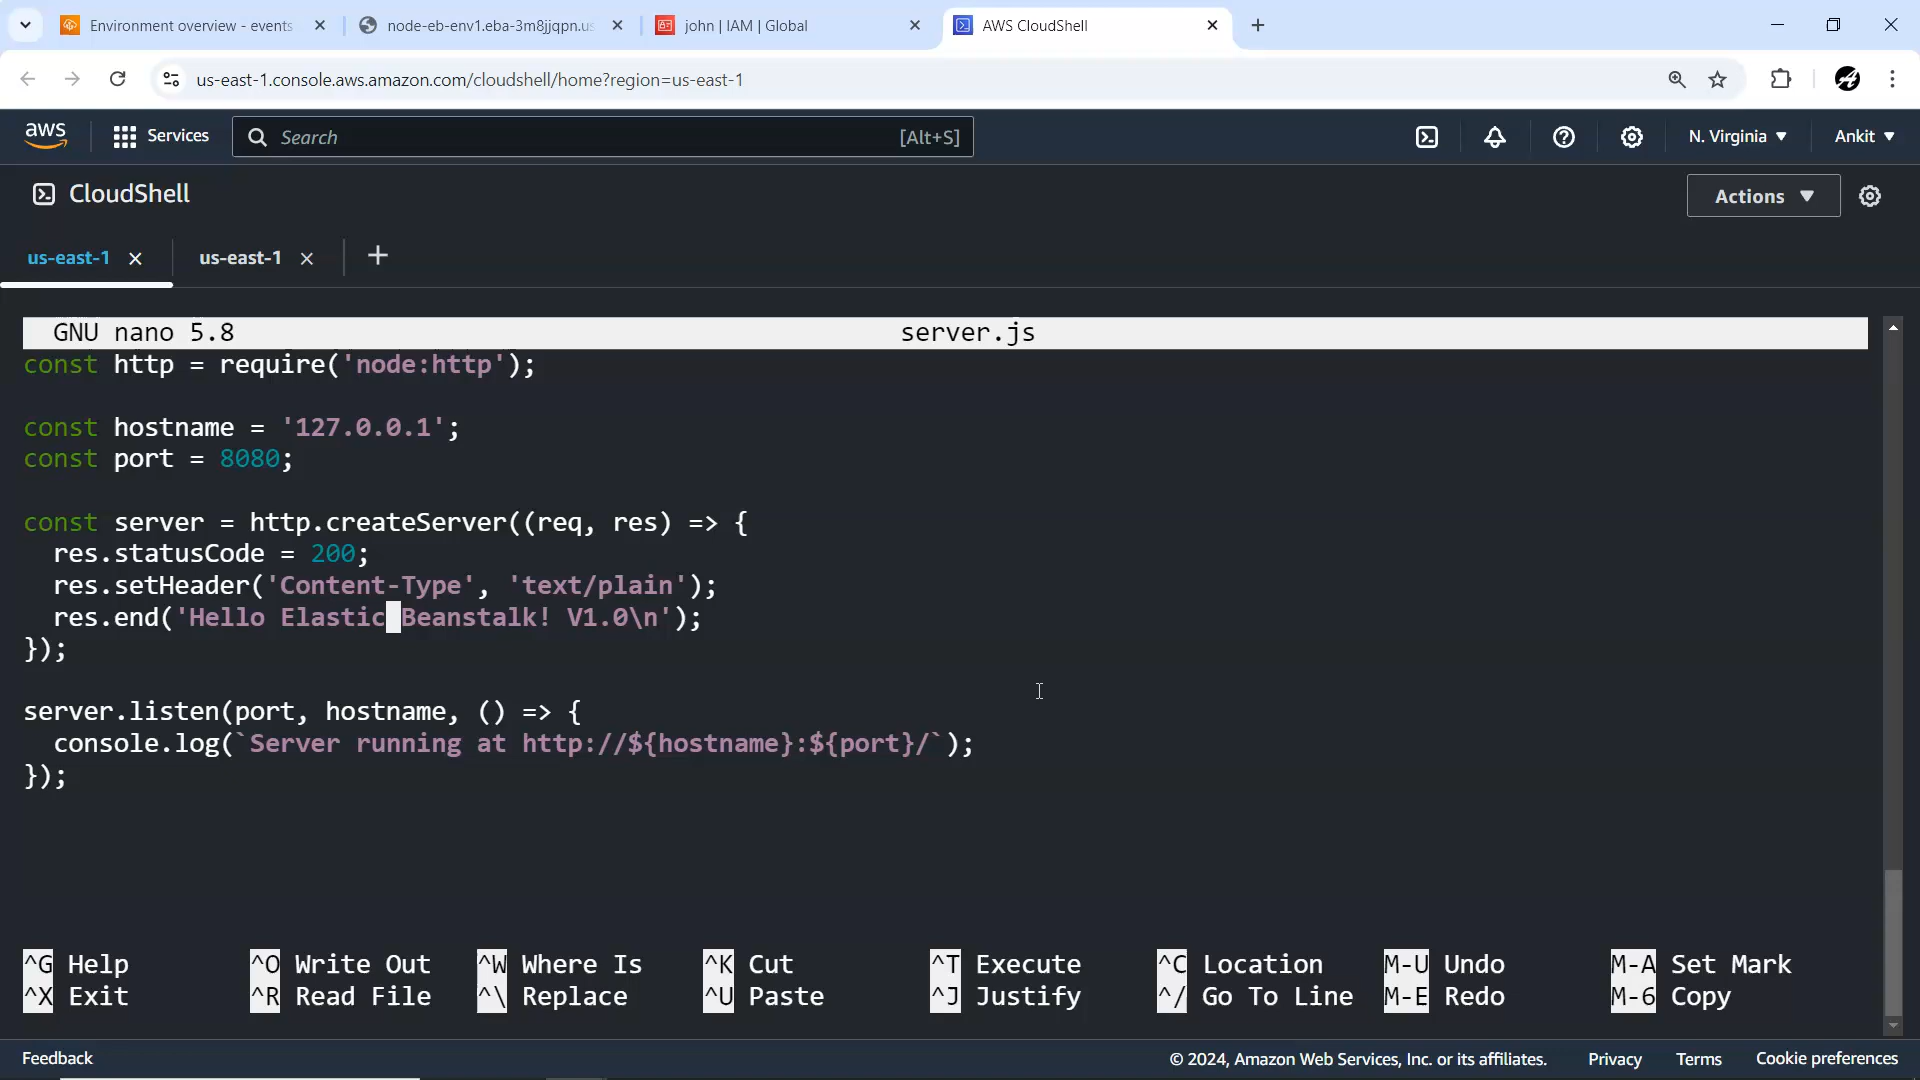 Environment overview - events
node-eb-env1.eba-3m8jjqpn.us
john | IAM | Global
AWS CloudShell
us-east-1.console.aws.amazon.com/cloudshell/home?region=us-east-1
aws
Services
Search
[Alt+S]
N. Virginia
Ankit
CloudShell
Actions
us-east-1
us-east-1
GNU nano 5.8 server.js
const http = require('node:http');
const hostname = '127.0.0.1';
const port = 8080;
const server = http.createServer((req, res) => {
  res.statusCode = 200;
  res.setHeader('Content-Type', 'text/plain');
  res.end('Hello Elastic Beanstalk! V1.0\n');
});
server.listen(port, hostname, () => {
  console.log(`Server running at http://${hostname}:${port}/`);
});
^G Help ^O Write Out ^W Where Is ^K Cut ^T Execute ^C Location M-U Undo M-A Set Mark
^X Exit ^R Read File ^\ Replace ^U Paste ^J Justify ^/ Go To Line M-E Redo M-6 Copy
Feedback
© 2024, Amazon Web Services, Inc. or its affiliates.
Privacy
Terms
Cookie preferences